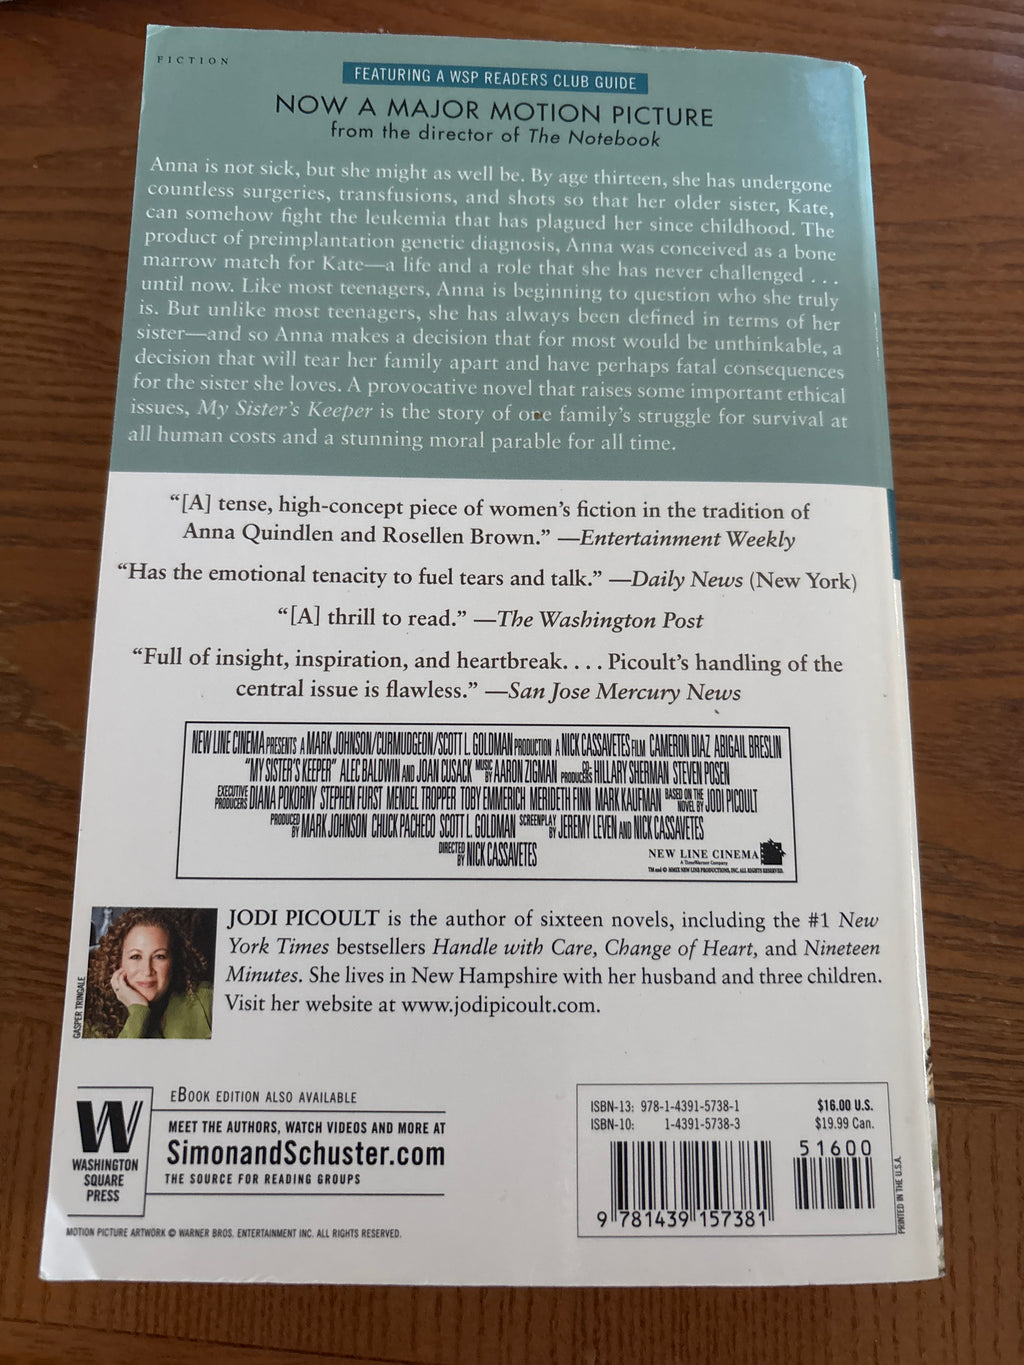 FICTION
FEATURING A WSP READERS CLUB GUIDE
NOW A MAJOR MOTION PICTURE
from the director of The Notebook
Anna is not sick, but she might as well be. By age thirteen, she has undergone
countless surgeries, transfusions, and shots so that her older sister, Kate,
can somehow fight the leukemia that has plagued her since childhood. The
product of preimplantation genetic diagnosis, Anna was conceived as a bone
marrow match for Kate—a life and a role that she has never challenged . . .
until now. Like most teenagers, Anna is beginning to question who she truly
is. But unlike most teenagers, she has always been defined in terms of her
sister—and so Anna makes a decision that for most would be unthinkable, a
decision that will tear her family apart and have perhaps fatal consequences
for the sister she loves. A provocative novel that raises some important ethical
issues, My Sister's Keeper is the story of one family's struggle for survival at
all human costs and a stunning moral parable for all time.
“[A] tense, high-concept piece of women's fiction in the tradition of
Anna Quindlen and Rosellen Brown.” —Entertainment Weekly
“Has the emotional tenacity to fuel tears and talk.” —Daily News (New York)
“[A] thrill to read.” —The Washington Post
“Full of insight, inspiration, and heartbreak. . . . Picoult's handling of the
central issue is flawless.” —San Jose Mercury News
NEW LINE CINEMA PRESENTS A MARK JOHNSON/CURMUDGEON/SCOTT L. GOLDMAN PRODUCTION A NICK CASSAVETES FILM CAMERON DIAZ ABIGAIL BRESLIN
“MY SISTER'S KEEPER” ALEC BALDWIN AND JOAN CUSACK MUSIC BY AARON ZIGMAN CO-PRODUCERS HILLARY SHERMAN STEVEN POSEN
EXECUTIVE PRODUCERS DIANA POKORNY STEPHEN FURST MENDEL TROPPER TOBY EMMERICH MERIDETH FINN MARK KAUFMAN BASED ON THE NOVEL BY JODI PICOULT
PRODUCED BY MARK JOHNSON CHUCK PACHECO SCOTT L. GOLDMAN SCREENPLAY BY JEREMY LEVEN AND NICK CASSAVETES
DIRECTED BY NICK CASSAVETES
NEW LINE CINEMA
A Time Warner Company
TM and © MMIX NEW LINE PRODUCTIONS, INC. ALL RIGHTS RESERVED.
GASPER TRINGALE
JODI PICOULT is the author of sixteen novels, including the #1 New
York Times bestsellers Handle with Care, Change of Heart, and Nineteen
Minutes. She lives in New Hampshire with her husband and three children.
Visit her website at www.jodipicoult.com.
W
WASHINGTON
SQUARE
PRESS
eBOOK EDITION ALSO AVAILABLE
MEET THE AUTHORS, WATCH VIDEOS AND MORE AT
SimonandSchuster.com
THE SOURCE FOR READING GROUPS
MOTION PICTURE ARTWORK © WARNER BROS. ENTERTAINMENT INC. ALL RIGHTS RESERVED.
ISBN-13: 978-1-4391-5738-1 $16.00 U.S.
ISBN-10: 1-4391-5738-3 $19.99 Can.
51600
9 781439 157381
PRINTED IN THE U.S.A.